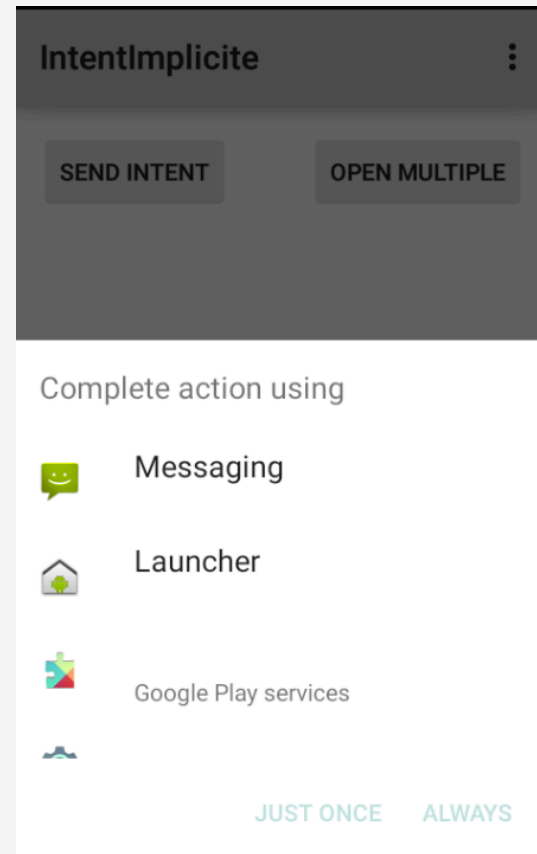 IntentImplicite
SEND INTENT OPEN MULTIPLE
Complete action using
Messaging
Launcher
Google Play services
JUST ONCE ALWAYS